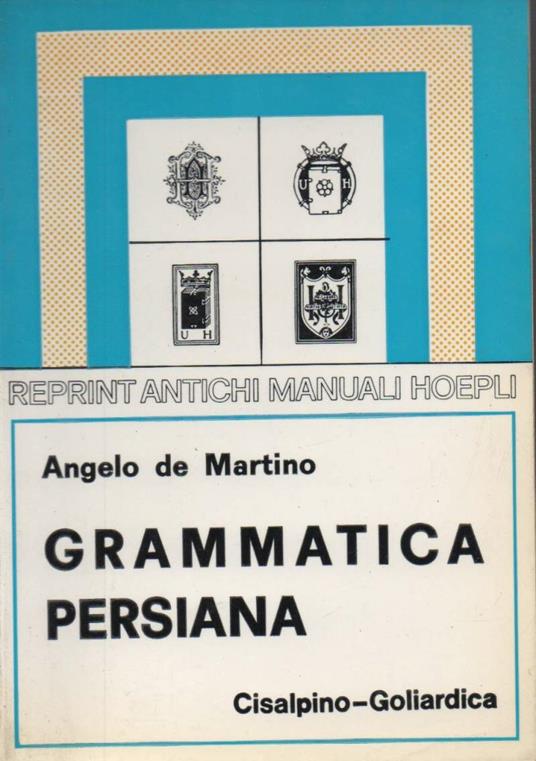 U H
U H
REPRINT ANTICHI MANUALI HOEPLI
Angelo de Martino
GRAMMATICA
PERSIANA
Cisalpino-Goliardica